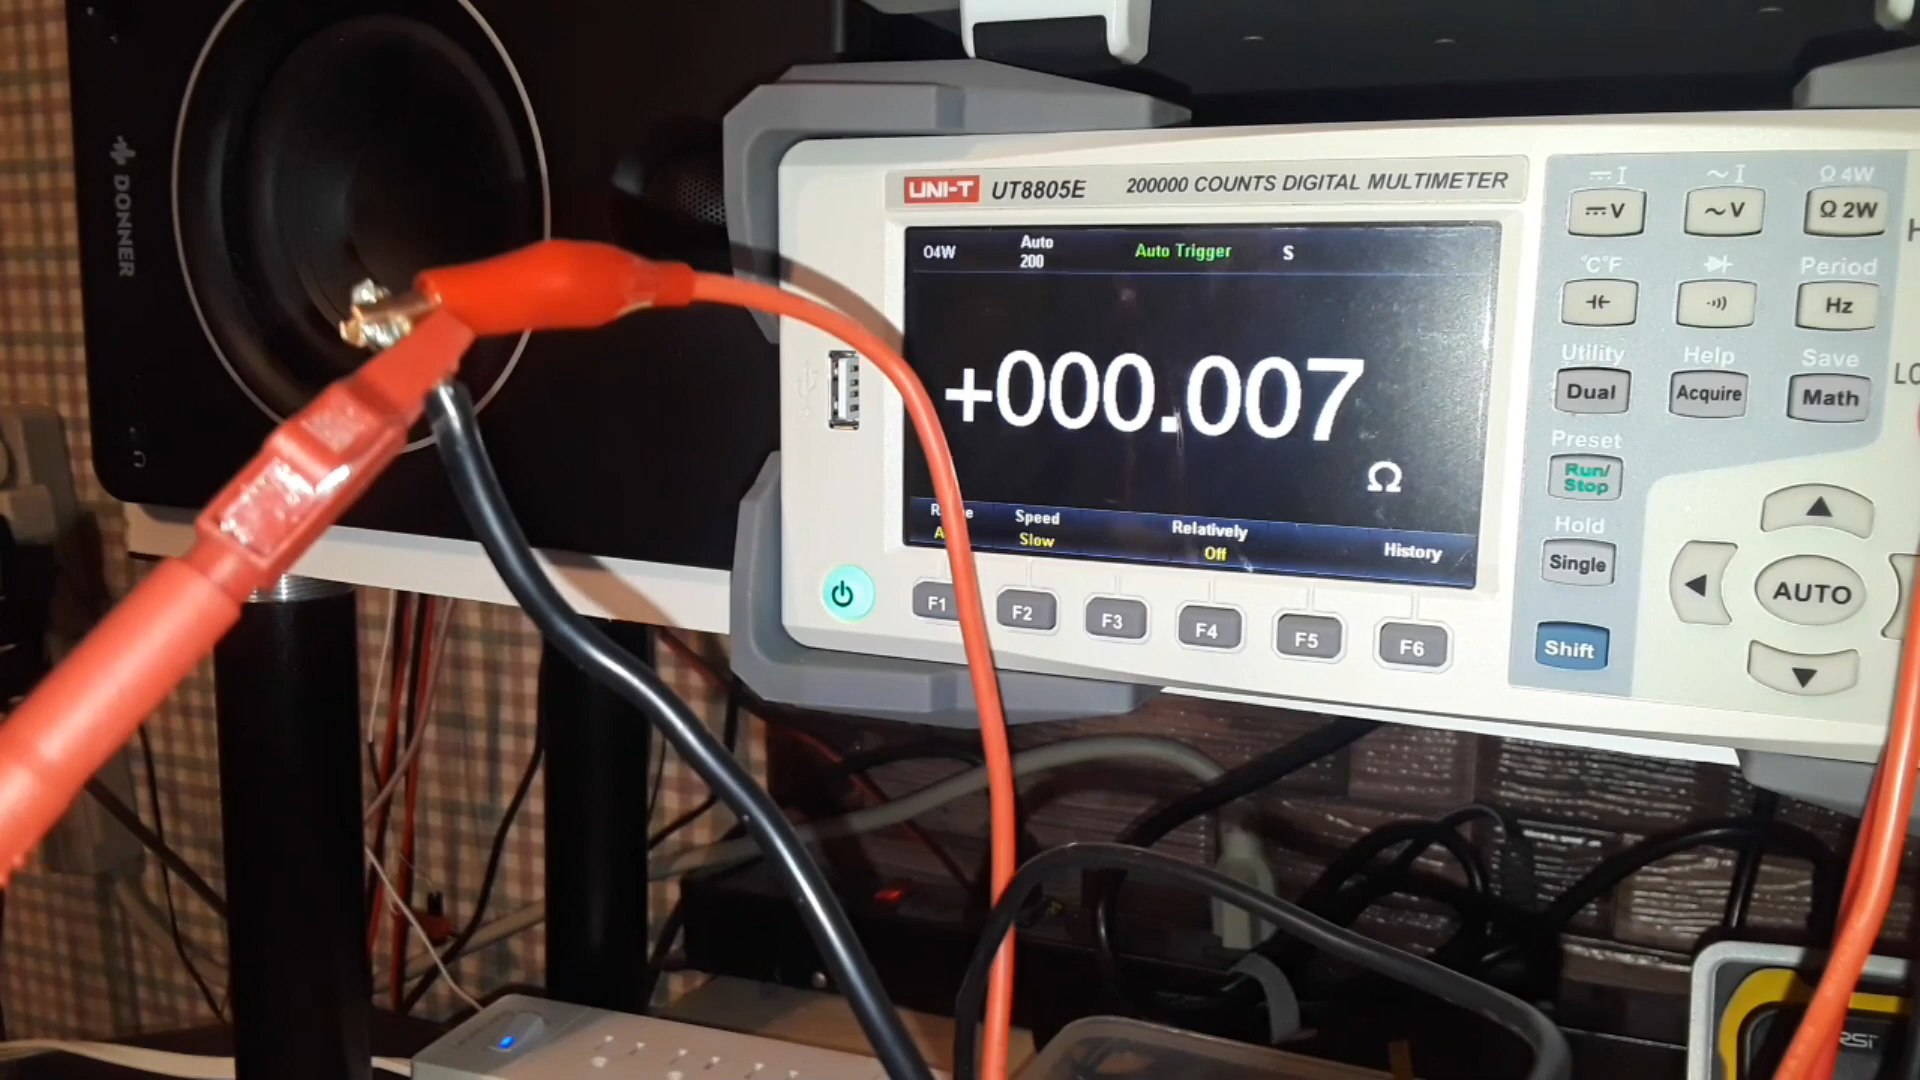 DONNER
UNI-T UT8805E 200000 COUNTS DIGITAL MULTIMETER
O4W
Auto
200
Auto Trigger
S
+000.007
Ω
Speed
Slow
Relatively
Off
History
F1
F2
F3
F4
F5
F6
I
I
Ω 4W
V
V
Ω 2W
°C°F
Period
Hz
Utility
Help
Save
Dual
Acquire
Math
Preset
Run/
Stop
Hold
Single
AUTO
Shift